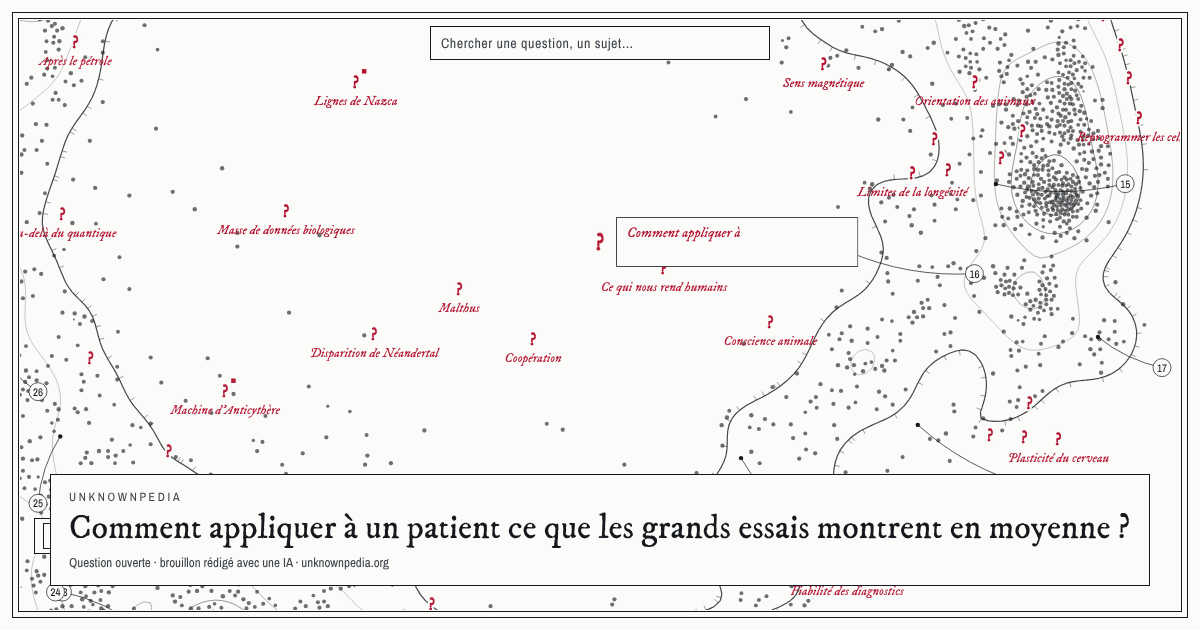 Chercher une question, un sujet...
Après le pétrole
Lignes de Nazca
Sens magnétique
Orientation des animaux
Reprogrammer les cel
Limites de la longévité
15
u-delà du quantique
Masse de données biologiques
Comment appliquer à
16
Ce qui nous rend humains
Malthus
Conscience animale
Disparition de Néandertal
Coopération
17
26
Machine d'Anticythère
Plasticité du cerveau
25
UNKNOWNPEDIA
Comment appliquer à un patient ce que les grands essais montrent en moyenne ?
Question ouverte · brouillon rédigé avec une IA · unknownpedia.org
24
Fiabilité des diagnostics